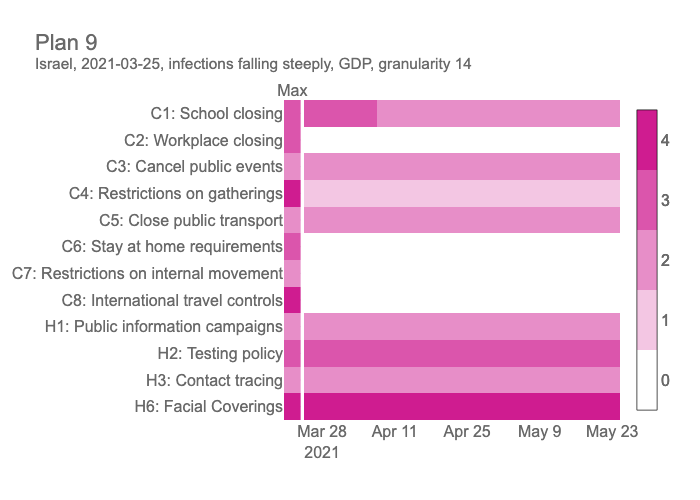 Plan 9
Israel, 2021-03-25, infections falling steeply, GDP, granularity 14
Max
C1: School closing
C2: Workplace closing
C3: Cancel public events
C4: Restrictions on gatherings
C5: Close public transport
C6: Stay at home requirements
C7: Restrictions on internal movement
C8: International travel controls
H1: Public information campaigns
H2: Testing policy
H3: Contact tracing
H6: Facial Coverings
Mar 28 Apr 11 Apr 25 May 9 May 23
2021
4
3
2
1
0